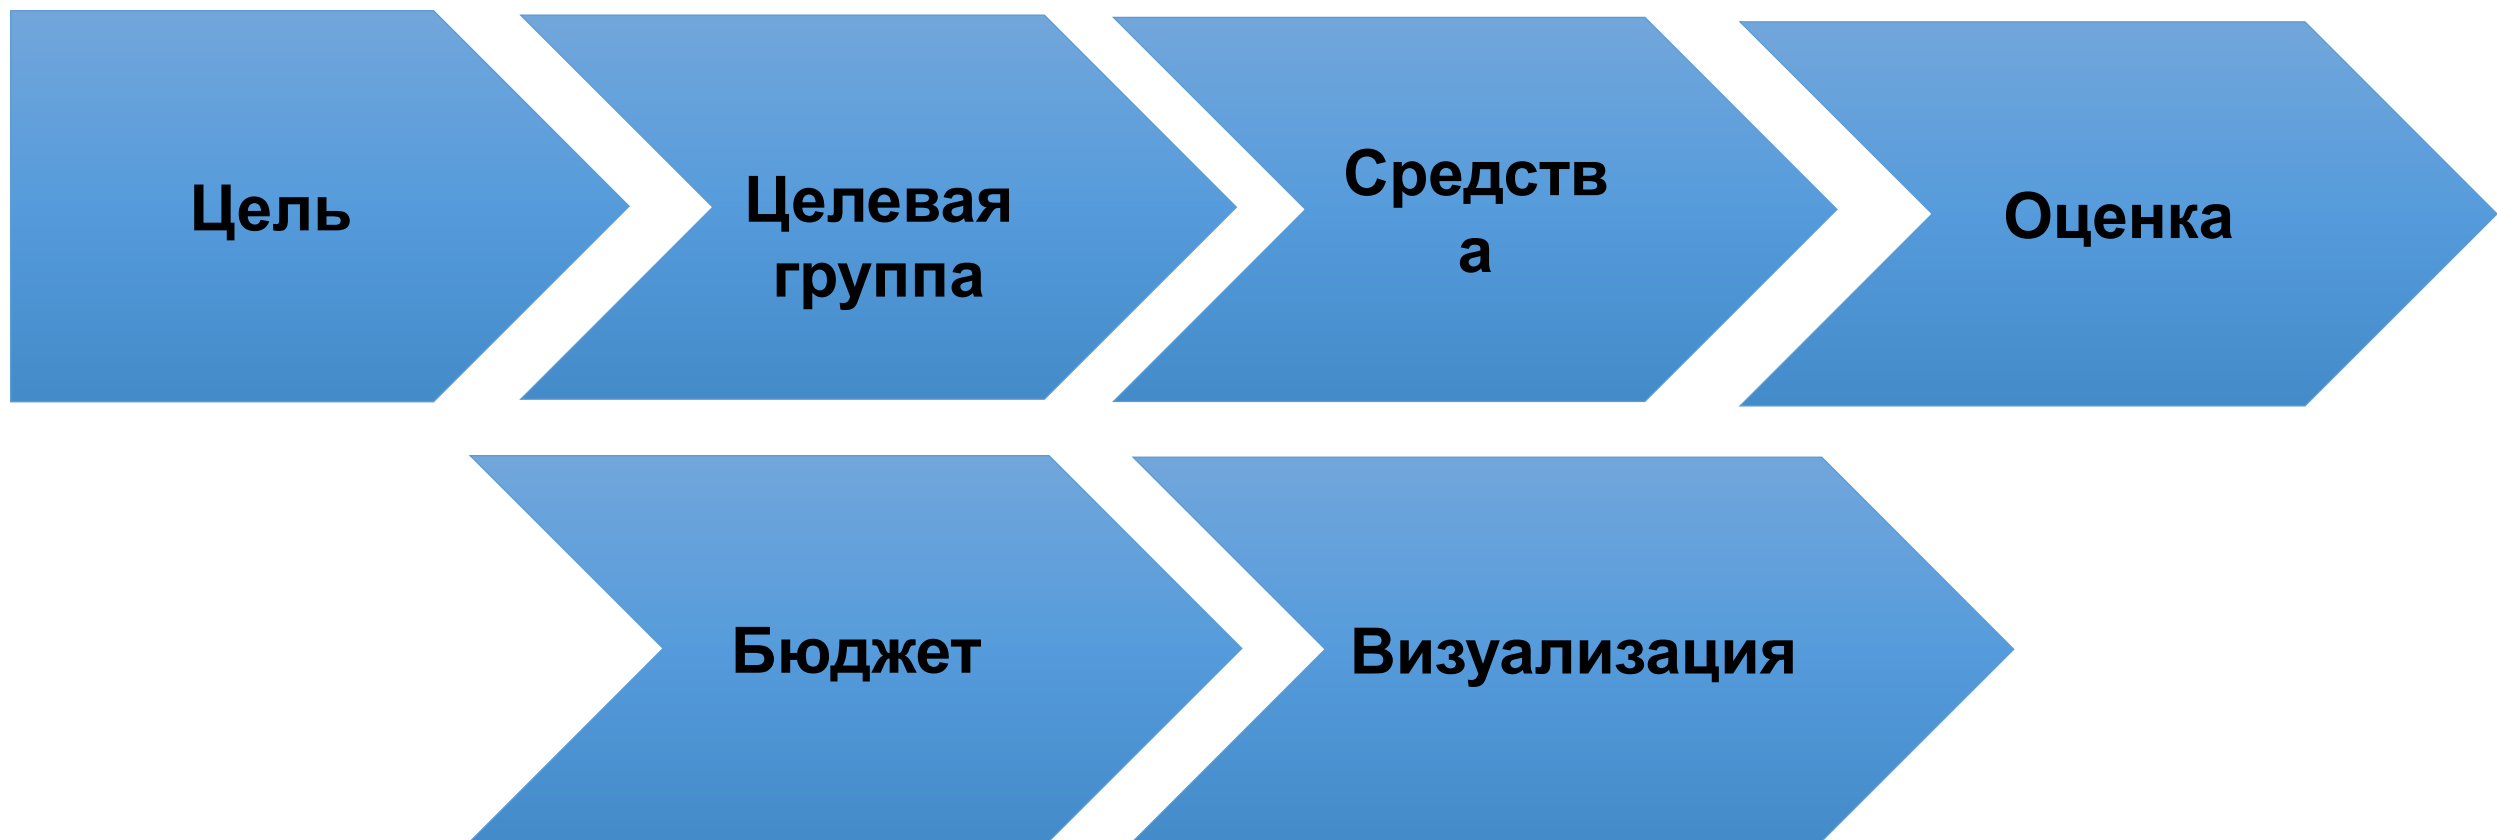 Цель
Целевая
группа
Средств
а
Оценка
Бюджет
Визуализация